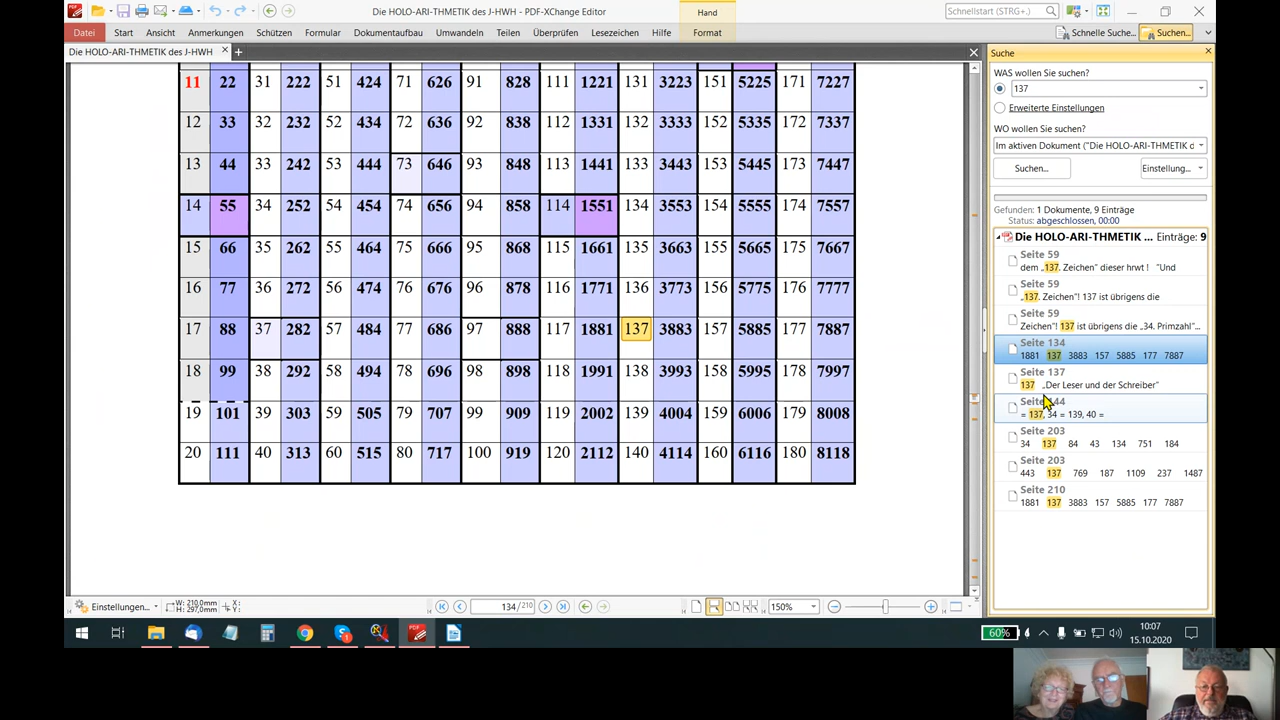 Die HOLO-ARI-THMETIK des J-HWH - PDF-XChange Editor
Hand
Schnellstart (STRG+.)
Datei Start Ansicht Anmerkungen Schützen Formular Dokumentaufbau Umwandeln Teilen Überprüfen Lesezeichen Hilfe Format Schnelle Suche... Suchen...
Die HOLO-ARI-THMETIK des J-HWH
11 22 31 222 51 424 71 626 91 828 111 1221 131 3223 151 5225 171 7227
12 33 32 232 52 434 72 636 92 838 112 1331 132 3333 152 5335 172 7337
13 44 33 242 53 444 73 646 93 848 113 1441 133 3443 153 5445 173 7447
14 55 34 252 54 454 74 656 94 858 114 1551 134 3553 154 5555 174 7557
15 66 35 262 55 464 75 666 95 868 115 1661 135 3663 155 5665 175 7667
16 77 36 272 56 474 76 676 96 878 116 1771 136 3773 156 5775 176 7777
17 88 37 282 57 484 77 686 97 888 117 1881 137 3883 157 5885 177 7887
18 99 38 292 58 494 78 696 98 898 118 1991 138 3993 158 5995 178 7997
19 101 39 303 59 505 79 707 99 909 119 2002 139 4004 159 6006 179 8008
20 111 40 313 60 515 80 717 100 919 120 2112 140 4114 160 6116 180 8118
Suche
WAS wollen Sie suchen?
137
Erweiterte Einstellungen
WO wollen Sie suchen?
Im aktiven Dokument ("Die HOLO-ARI-THMETIK d
Suchen...
Einstellung...
Gefunden: 1 Dokumente, 9 Einträge
Status: abgeschlossen, 00:00
Die HOLO-ARI-THMETIK ... Einträge: 9
Seite 59
dem „137. Zeichen“ dieser hrwt ! "Und
Seite 59
„137. Zeichen“! 137 ist übrigens die
Seite 59
Zeichen“! 137 ist übrigens die „34. Primzahl“...
Seite 134
1881 137 3883 157 5885 177 7887
Seite 137
137 „Der Leser und der Schreiber“
Seite 144
= 137, 34 = 139, 40 =
Seite 203
34 137 84 43 134 751 184
Seite 203
443 137 769 187 1109 237 1487
Seite 210
1881 137 3883 157 5885 177 7887
Einstellungen...
W: 210,0mm
H: 297,0mm
X:
Y:
134 /210
150%
60%
10:07
15.10.2020